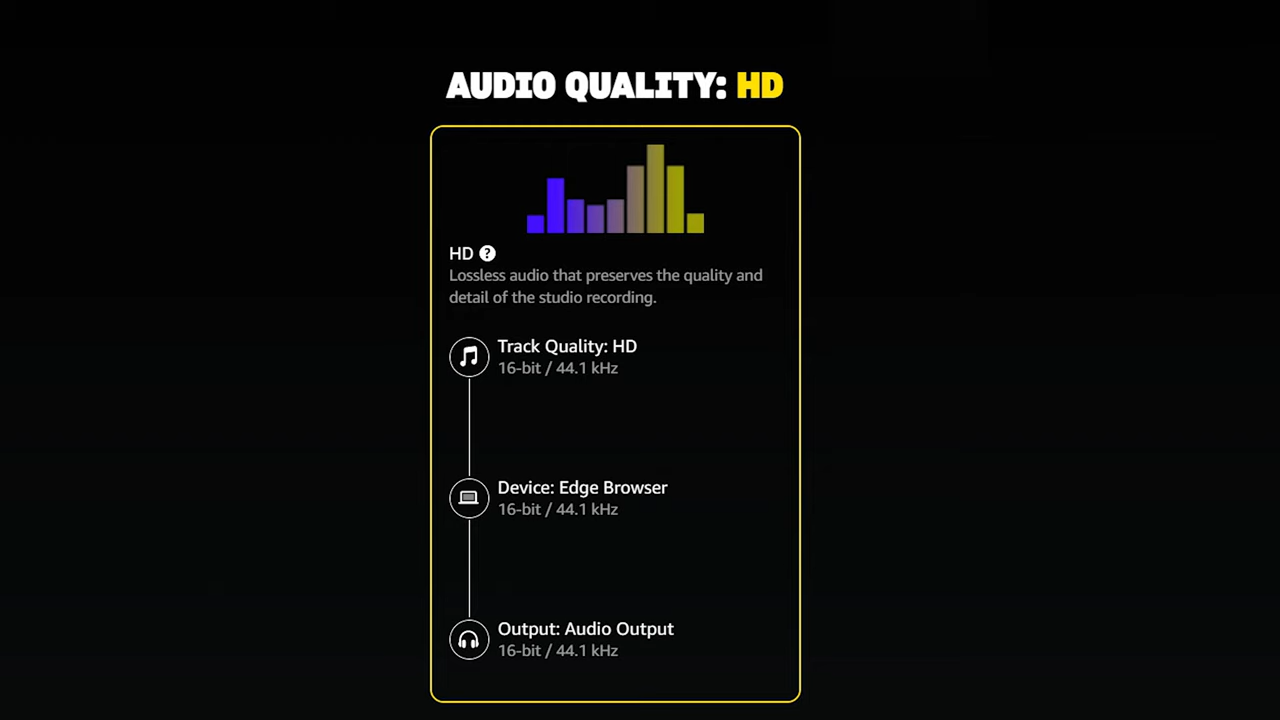 AUDIO QUALITY: HD
HD ?
Lossless audio that preserves the quality and
detail of the studio recording.
Track Quality: HD
16-bit / 44.1 kHz
Device: Edge Browser
16-bit / 44.1 kHz
Output: Audio Output
16-bit / 44.1 kHz